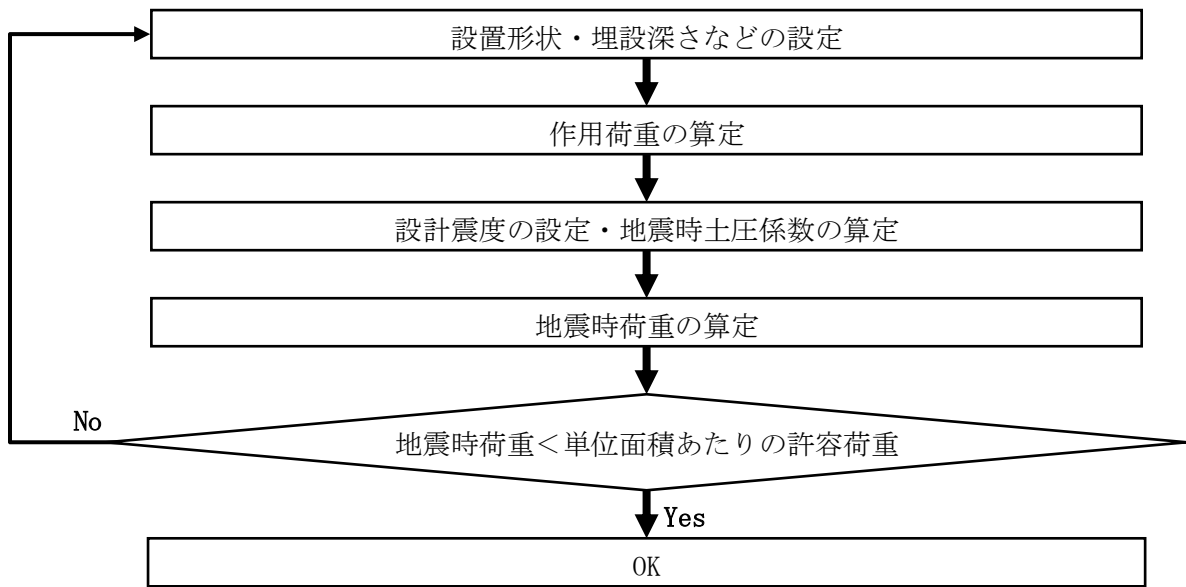 設置形状・埋設深さなどの設定
作用荷重の算定
設計震度の設定・地震時土圧係数の算定
地震時荷重の算定
No
地震時荷重＜単位面積あたりの許容荷重
Yes
OK